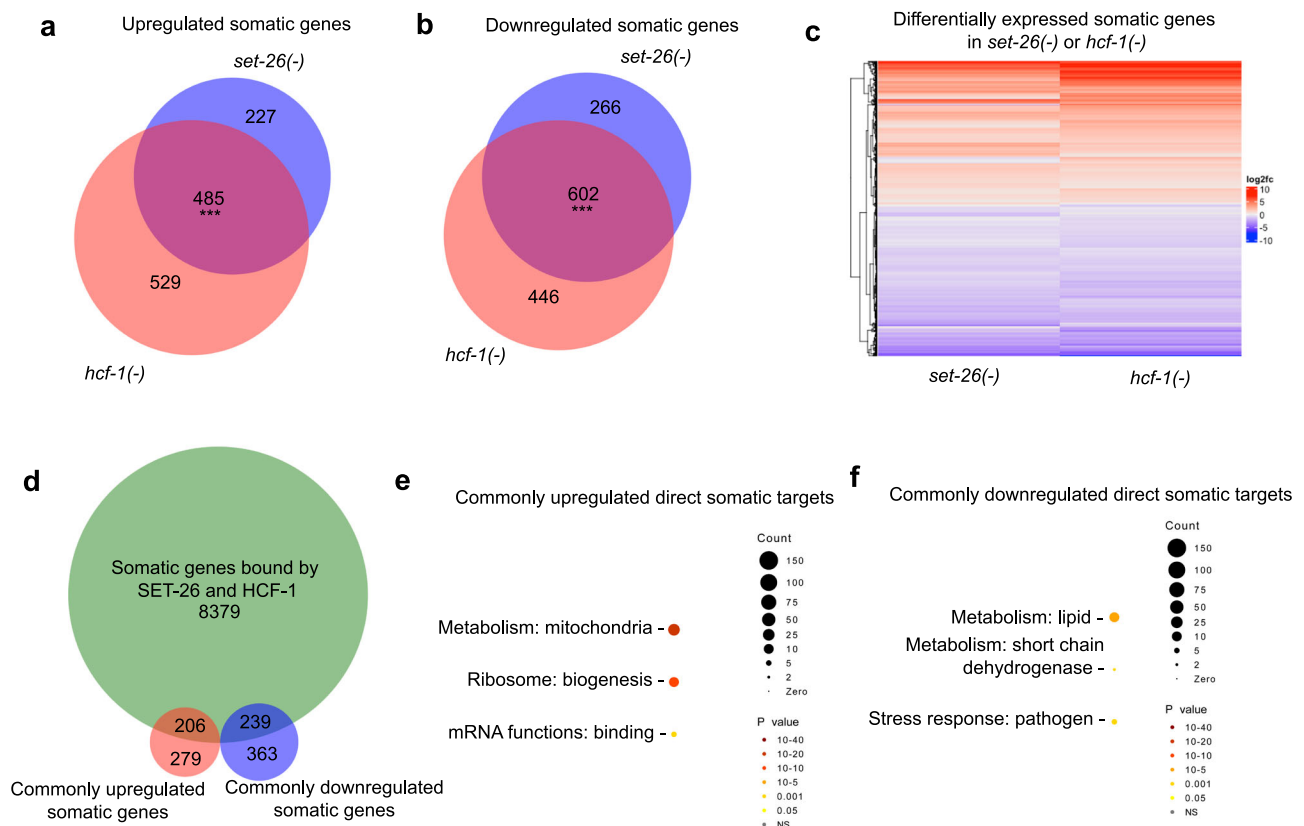 a
Upregulated somatic genes
set-26(-)
227
485
***
529
hcf-1(-)
b
Downregulated somatic genes
set-26(-)
266
602
***
446
hcf-1(-)
c
Differentially expressed somatic genes
in set-26(-) or hcf-1(-)
log2fc
10
5
0
-5
-10
set-26(-)
hcf-1(-)
d
Somatic genes bound by
SET-26 and HCF-1
8379
206
239
279
363
Commonly upregulated
somatic genes
Commonly downregulated
somatic genes
e
Commonly upregulated direct somatic targets
Metabolism: mitochondria -
Ribosome: biogenesis -
mRNA functions: binding -
Count
150
100
75
50
25
10
5
2
Zero
P value
10-40
10-20
10-10
10-5
0.001
0.05
NS
f
Commonly downregulated direct somatic targets
Metabolism: lipid -
Metabolism: short chain
dehydrogenase -
Stress response: pathogen -
Count
150
100
75
50
25
10
5
2
Zero
P value
10-40
10-20
10-10
10-5
0.001
0.05
NS